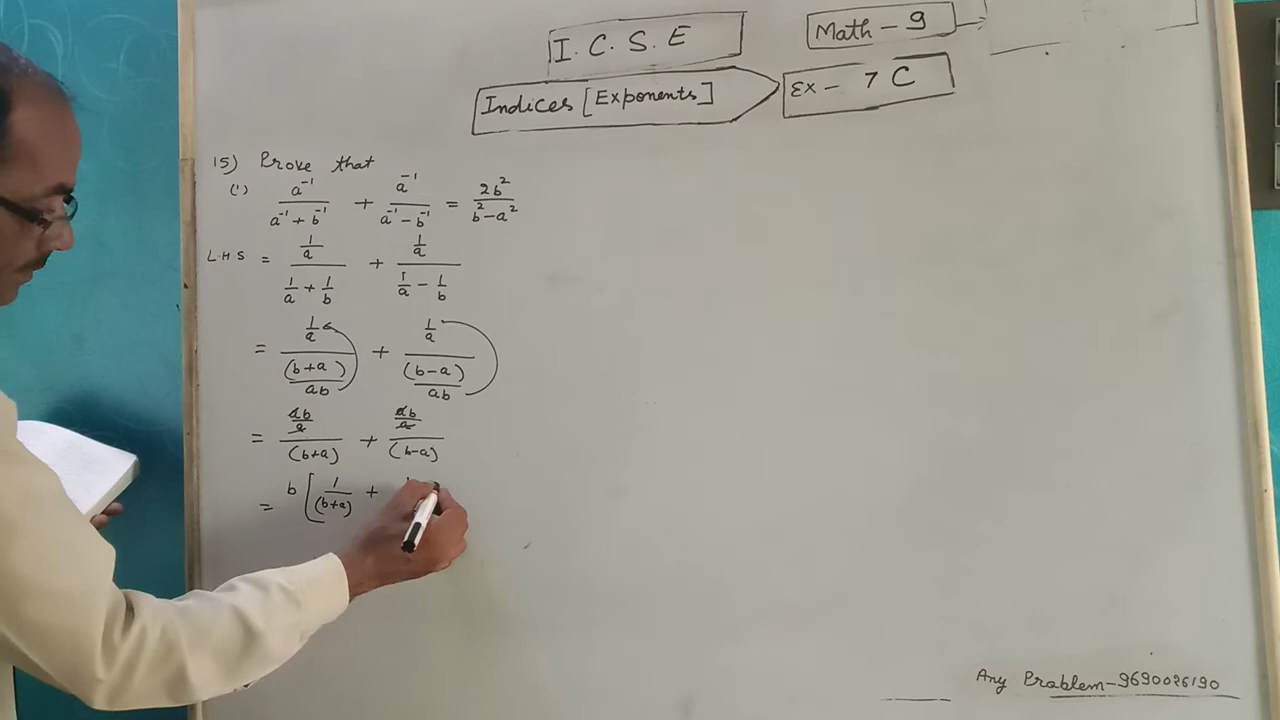 I.C.S.E
Math - 9
Indices [Exponents]
Ex - 7 C
15) Prove that
(i) a⁻¹/(a⁻¹ + b⁻¹) + a⁻¹/(a⁻¹ - b⁻¹) = 2b²/(b² - a²)
L.H.S = (1/a)/(1/a + 1/b) + (1/a)/(1/a - 1/b)
= (1/a)/((b+a)/ab) + (1/a)/((b-a)/ab)
= (ab/a)/(b+a) + (ab/a)/(b-a)
= b [ 1/(b+a) +
Any Problem-9690026190